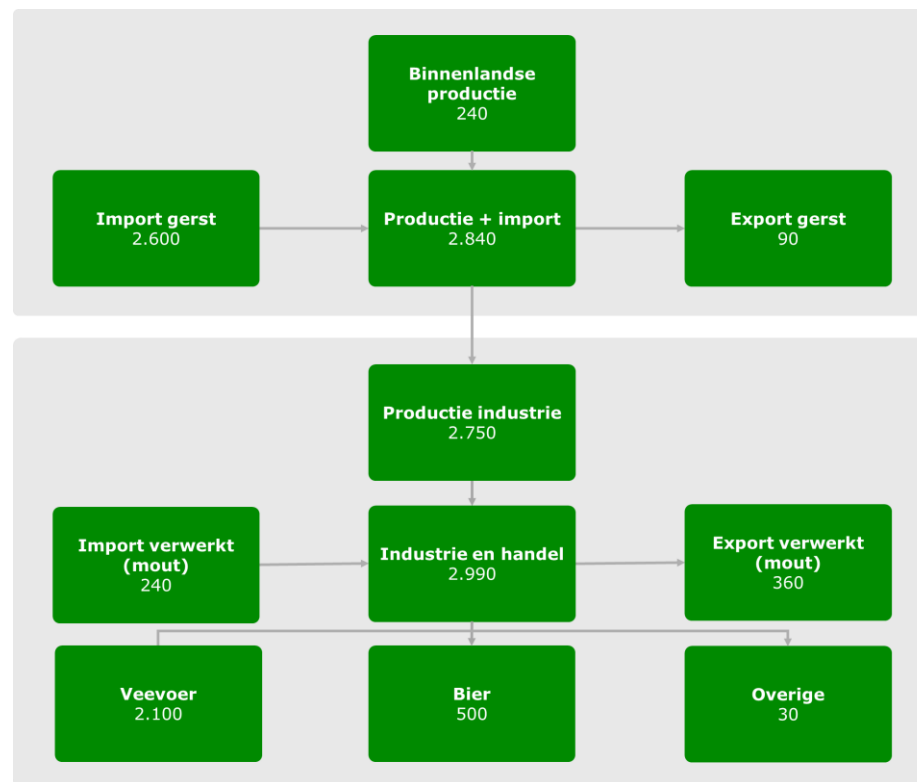 Binnenlandse
productie
240
Import gerst
2.600
Productie + import
2.840
Export gerst
90
Productie industrie
2.750
Import verwerkt
(mout)
240
Industrie en handel
2.990
Export verwerkt
(mout)
360
Veevoer
2.100
Bier
500
Overige
30